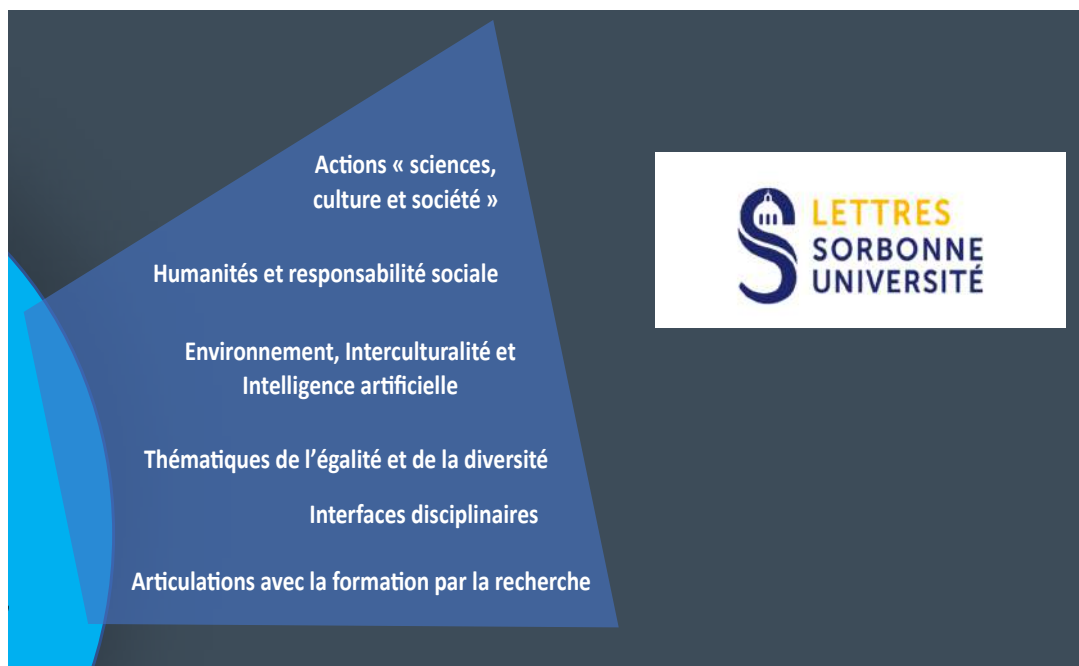 Actions « sciences,
culture et société »
Humanités et responsabilité sociale
Environnement, Interculturalité et
Intelligence artificielle
Thématiques de l’égalité et de la diversité
Interfaces disciplinaires
Articulations avec la formation par la recherche
LETTRES
SORBONNE
UNIVERSITÉ